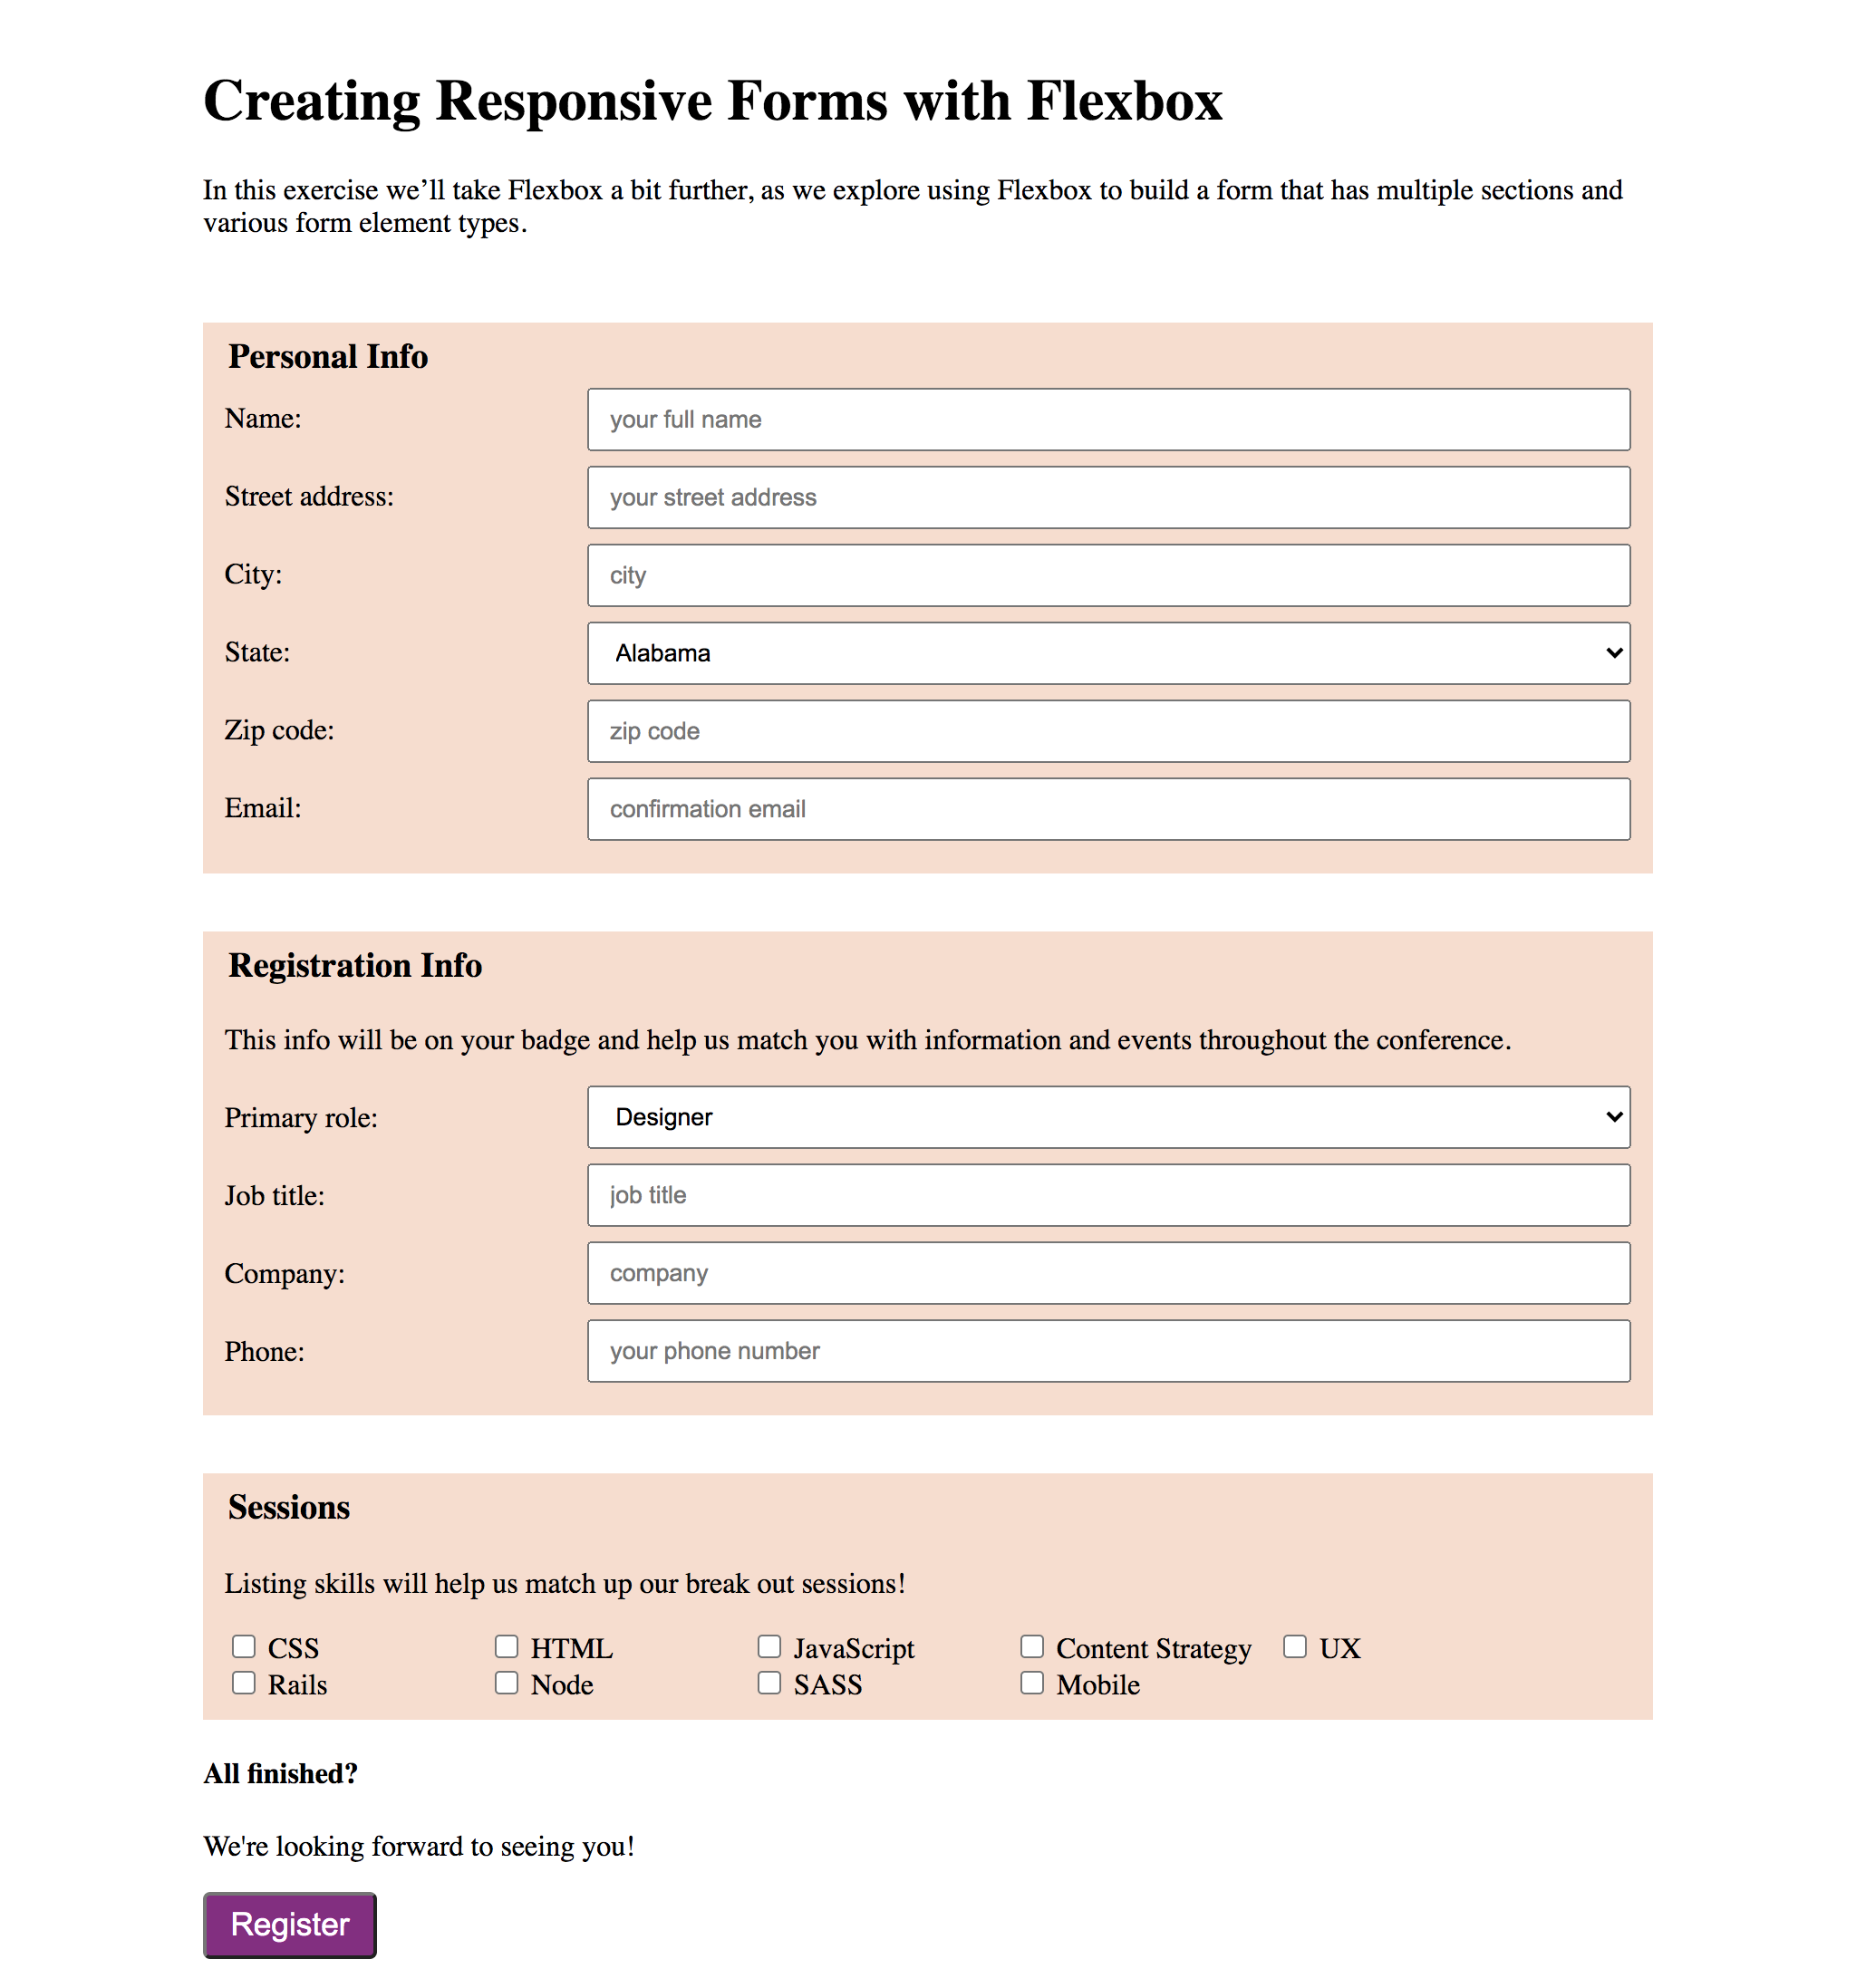 Creating Responsive Forms with Flexbox
In this exercise we’ll take Flexbox a bit further, as we explore using Flexbox to build a form that has multiple sections and
various form element types.
Personal Info
Name: your full name
Street address: your street address
City: city
State: Alabama
Zip code: zip code
Email: confirmation email
Registration Info
This info will be on your badge and help us match you with information and events throughout the conference.
Primary role: Designer
Job title: job title
Company: company
Phone: your phone number
Sessions
Listing skills will help us match up our break out sessions!
CSS HTML JavaScript Content Strategy UX
Rails Node SASS Mobile
All finished?
We're looking forward to seeing you!
Register